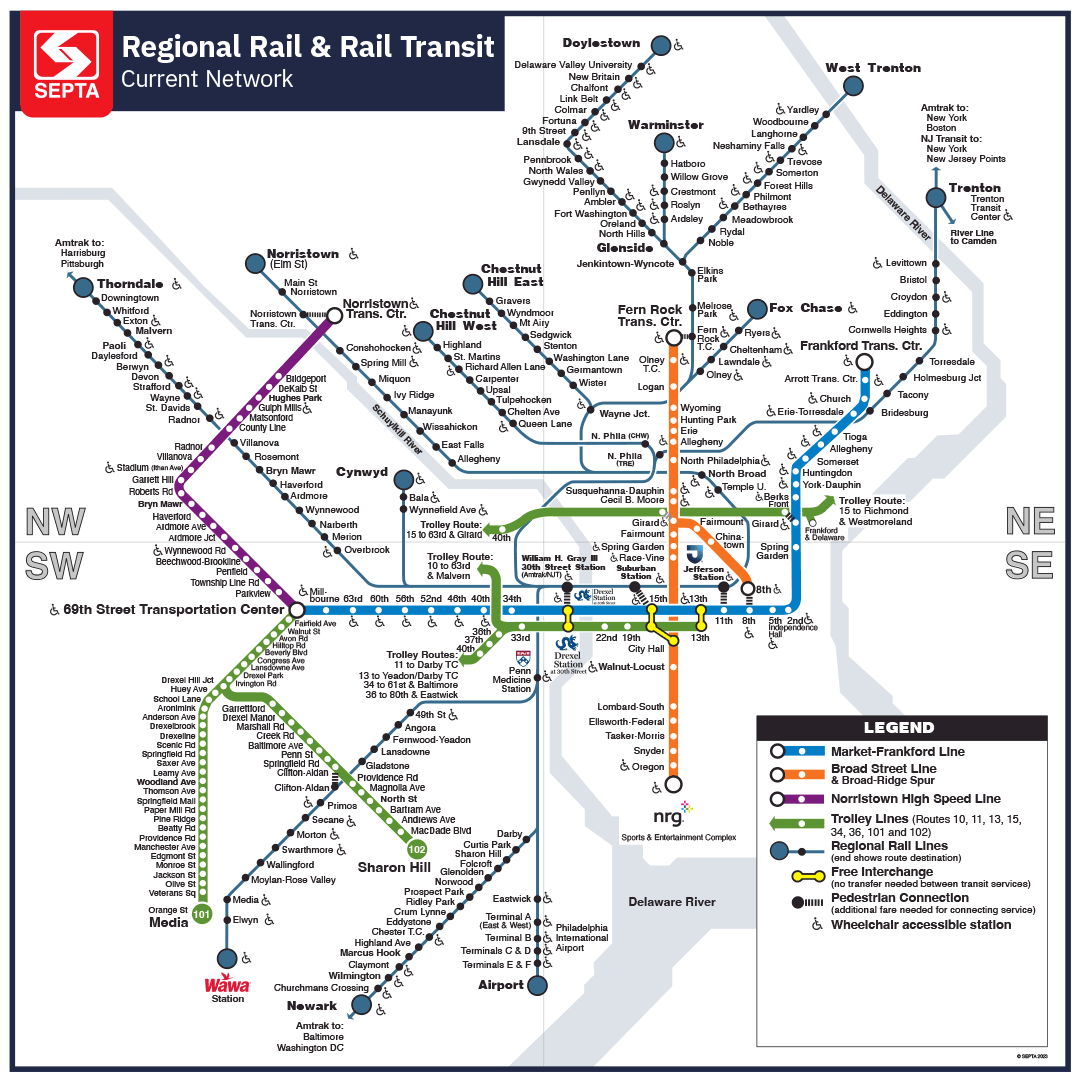 SEPTA
Regional Rail & Rail Transit
Current Network
Doylestown
Delaware Valley University
New Britain
Chalfont
Link Belt
Colmar
Fortuna
9th Street
Lansdale
Pennbrook
North Wales
Gwynedd Valley
Penllyn
Ambler
Fort Washington
Oreland
North Hills
Glenside
Jenkintown-Wyncote
Warminster
Hatboro
Willow Grove
Crestmont
Roslyn
Ardsley
West Trenton
Yardley
Woodbourne
Langhorne
Neshaminy Falls
Trevose
Somerton
Forest Hills
Philmont
Bethayres
Meadowbrook
Rydal
Noble
Elkins
Park
Melrose
Park
Fern
Rock
T.C.
Amtrak to:
New York
Boston
NJ Transit to:
New York
New Jersey Points
Trenton
Trenton
Transit
Center
River Line
to Camden
Delaware River
Levittown
Bristol
Croydon
Eddington
Cornwells Heights
Torresdale
Holmesburg Jct
Tacony
Bridesburg
Fox Chase
Ryers
Cheltenham
Lawndale
Olney
Frankford Trans. Ctr.
Arrott Trans. Ctr.
Church
Erie-Torresdale
Tioga
Allegheny
Somerset
Huntingdon
York-Dauphin
Berks
Front
Girard
Spring
Garden
Amtrak to:
Harrisburg
Pittsburgh
Thorndale
Downingtown
Whitford
Exton
Malvern
Paoli
Daylesford
Berwyn
Devon
Strafford
Wayne
St. Davids
Radnor
Villanova
Rosemont
Bryn Mawr
Haverford
Ardmore
Wynnewood
Narberth
Merion
Overbrook
Norristown
(Elm St)
Main St
Norristown
Norristown
Trans. Ctr.
Norristown
Trans. Ctr.
Conshohocken
Spring Mill
Miquon
Ivy Ridge
Manayunk
Wissahickon
East Falls
Allegheny
Schuylkill River
Chestnut
Hill East
Gravers
Wyndmoor
Mt Airy
Sedgwick
Stenton
Washington Lane
Germantown
Wister
Wayne Jct.
Chestnut
Hill West
Highland
St. Martins
Richard Allen Lane
Carpenter
Upsal
Tulpehocken
Chelten Ave
Queen Lane
N. Phila (CHW)
N. Phila
(TRE)
Fern Rock
Trans. Ctr.
Olney
T.C.
Logan
Wyoming
Hunting Park
Erie
Allegheny
North Philadelphia
North Broad
Temple U.
Susquehanna-Dauphin
Cecil B. Moore
Girard
Fairmount
Spring Garden
Race-Vine
Fairmount
China-
town
8th
Bridgeport
DeKalb St
Hughes Park
Gulph Mills
Matsonford
County Line
Radnor
Villanova
Stadium (Ithan Ave)
Garrett Hill
Roberts Rd
Bryn Mawr
Haverford
Ardmore Ave
Ardmore Jct
Wynnewood Rd
Beechwood-Brookline
Penfield
Township Line Rd
Parkview
Cynwyd
Bala
Wynnefield Ave
Trolley Route:
15 to 63rd & Girard
40th
Trolley Route:
15 to Richmond
& Westmoreland
Frankford
& Delaware
Trolley Route:
10 to 63rd
& Malvern
NW
SW
NE
SE
William H. Gray III
30th Street Station
(Amtrak/NJT)
Suburban
Station
Jefferson
Station
Drexel
Station
at 30th Street
69th Street Transportation Center
Mill-
bourne
63rd
60th
56th
52nd
46th
40th
34th
15th
13th
11th
8th
5th
2nd
Independence
Hall
36th
37th
40th
33rd
22nd
19th
13th
City Hall
Drexel
Station
at 30th Street
Trolley Routes:
11 to Darby TC
13 to Yeadon/Darby TC
34 to 61st & Baltimore
36 to 80th & Eastwick
Penn
Medicine
Station
Walnut-Locust
Lombard-South
Ellsworth-Federal
Tasker-Morris
Snyder
Oregon
nrg
Sports & Entertainment Complex
Fairfield Ave
Walnut St
Avon Rd
Hilltop Rd
Beverly Blvd
Congress Ave
Lansdowne Ave
Drexel Park
Irvington Rd
Drexel Hill Jct
Huey Ave
School Lane
Aronimink
Anderson Ave
Drexelbrook
Drexeline
Scenic Rd
Springfield Rd
Saxer Ave
Leamy Ave
Woodland Ave
Thomson Ave
Springfield Mall
Paper Mill Rd
Pine Ridge
Beatty Rd
Providence Rd
Manchester Ave
Edgmont St
Monroe St
Jackson St
Olive St
Veterans Sq
Orange St
Media
101
Garrettford
Drexel Manor
Marshall Rd
Creek Rd
Baltimore Ave
Penn St
Springfield Rd
Clifton-Aldan
Providence Rd
Magnolia Ave
North St
Bartram Ave
Andrews Ave
MacDade Blvd
102
Sharon Hill
49th St
Angora
Fernwood-Yeadon
Lansdowne
Gladstone
Clifton-Aldan
Primos
Secane
Morton
Swarthmore
Wallingford
Moylan-Rose Valley
Media
Elwyn
Wawa
Station
Darby
Curtis Park
Sharon Hill
Folcroft
Glenolden
Norwood
Prospect Park
Ridley Park
Crum Lynne
Eddystone
Chester T.C.
Highland Ave
Marcus Hook
Claymont
Wilmington
Churchmans Crossing
Newark
Amtrak to:
Baltimore
Washington DC
Eastwick
Terminal A
(East & West)
Terminal B
Terminals C & D
Terminals E & F
Philadelphia
International
Airport
Airport
Delaware River
LEGEND
Market-Frankford Line
Broad Street Line
& Broad-Ridge Spur
Norristown High Speed Line
Trolley Lines (Routes 10, 11, 13, 15,
34, 36, 101 and 102)
Regional Rail Lines
(end shows route destination)
Free Interchange
(no transfer needed between transit services)
Pedestrian Connection
(additional fare needed for connecting service)
Wheelchair accessible station
© SEPTA 2023